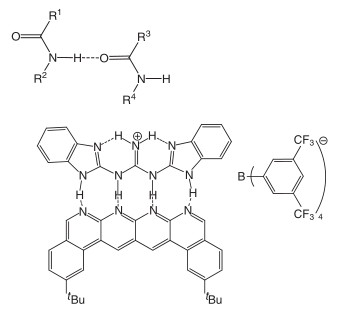 R¹
O
N H O
R²
R³
N H
R⁴
H ⊕ H
N N N
N N N N
H H H H
N N N N
ᵗBu ᵗBu
B
CF₃ ⊖
CF₃ 4